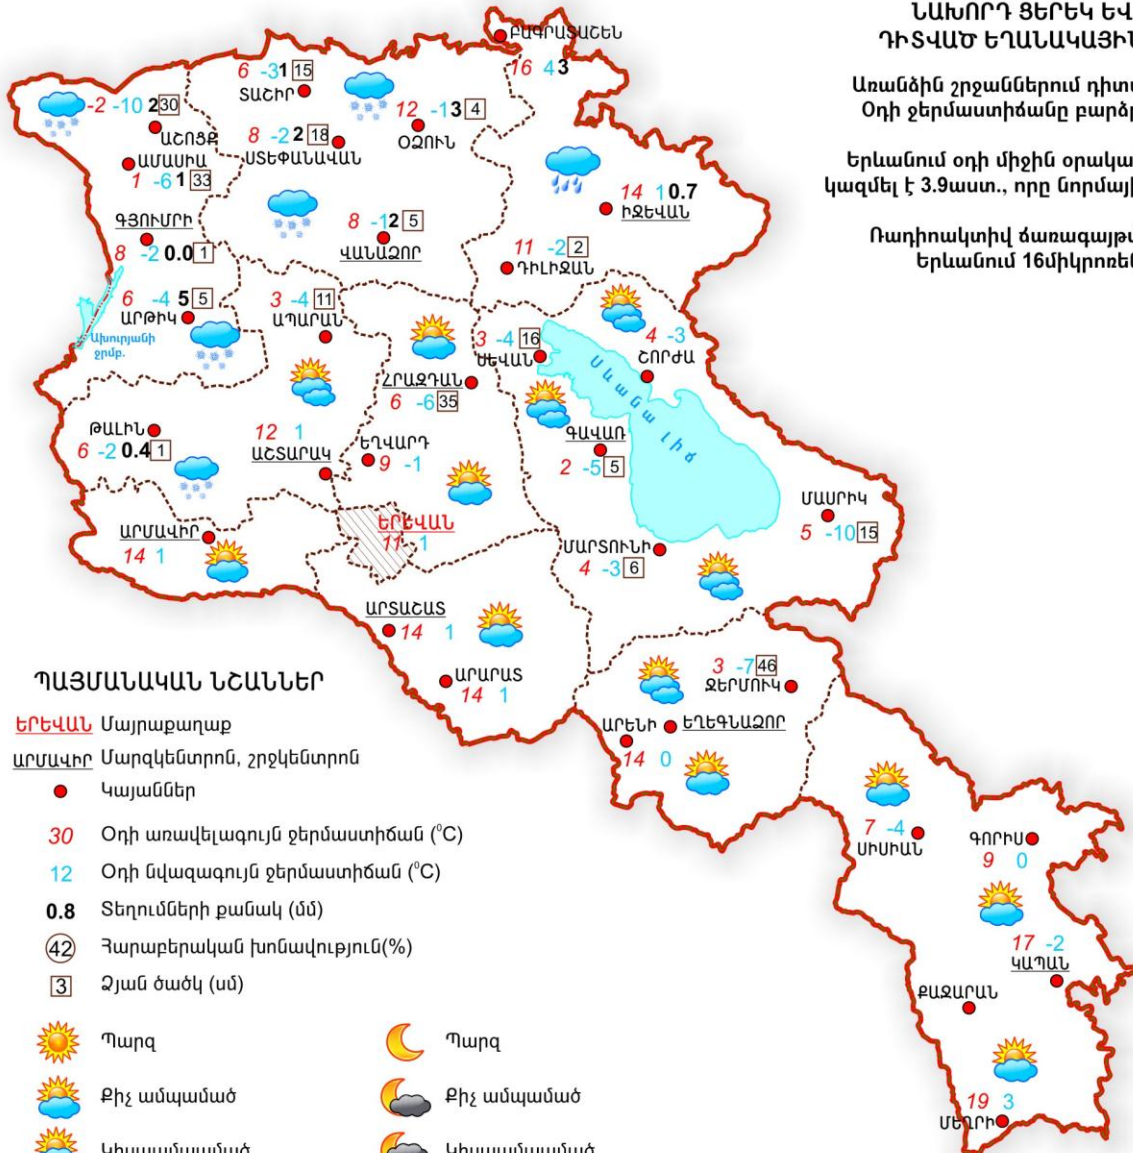 ՆԱԽՈՐԴ ՑԵՐԵԿ ԵՎ
ԴԻՏՎԱԾ ԵՂԱՆԱԿԱՅԻՆ
Առանձին շրջաններում դիտվ
Օդի ջերմաստիճանը բարձր
Երևանում օդի միջին օրակա
կազմել է 3.9աստ., որը նորմայի
Ռադիոակտիվ ճառագայթմ
Երևանում 16միկրոռեն
ԲԱԳՐԱՏԱՇԵՆ
16 4 3
6 -3 1 15
ՏԱՇԻՐ
-2 -10 2 30
ԱՇՈՑՔ
12 -1 3 4
ՕՁՈՒՆ
8 -2 2 18
ՍՏԵՓԱՆԱՎԱՆ
ԱՄԱՍԻԱ
1 -6 1 33
14 1 0.7
ԻՋԵՎԱՆ
ԳՅՈՒՄՐԻ
8 -2 0.0 1
8 -1 2 5
ՎԱՆԱՁՈՐ
11 -2 2
ԴԻԼԻՋԱՆ
6 -4 5 5
ԱՐԹԻԿ
3 -4 11
ԱՊԱՐԱՆ
Ախուրյանի
ջրմբ.
3 -4 16
ՍԵՎԱՆ
4 -3
ՇՈՐԺԱ
Սևանա լիճ
ՀՐԱԶԴԱՆ
6 -6 35
ԹԱԼԻՆ
6 -2 0.4 1
12 1
ԱՇՏԱՐԱԿ
ԵՂՎԱՐԴ
9 -1
ԳԱՎԱՌ
2 -5 5
ՄԱՍՐԻԿ
5 -10 15
ԵՐԵՎԱՆ
11 1
ԱՐՄԱՎԻՐ
14 1
ՄԱՐՏՈՒՆԻ
4 -3 6
ԱՐՏԱՇԱՏ
14 1
ԱՐԱՐԱՏ
14 1
3 -7 46
ՋԵՐՄՈՒԿ
ԱՐԵՆԻ
14 0
ԵՂԵԳՆԱՁՈՐ
7 -4
ՍԻՍԻԱՆ
ԳՈՐԻՍ
9 0
17 -2
ԿԱՊԱՆ
ՔԱՋԱՐԱՆ
19 3
ՄԵՂՐԻ
ՊԱՅՄԱՆԱԿԱՆ ՆՇԱՆՆԵՐ
ԵՐԵՎԱՆ Մայրաքաղաք
ԱՐՄԱՎԻՐ Մարզկենտրոն, շրջկենտրոն
Կայաններ
30 Օդի առավելագույն ջերմաստիճան (⁰C)
12 Օդի նվազագույն ջերմաստիճան (⁰C)
0.8 Տեղումների քանակ (մմ)
42 Հարաբերական խոնավություն(%)
3 Ձյան ծածկ (սմ)
Պարզ Պարզ
Քիչ ամպամած Քիչ ամպամած